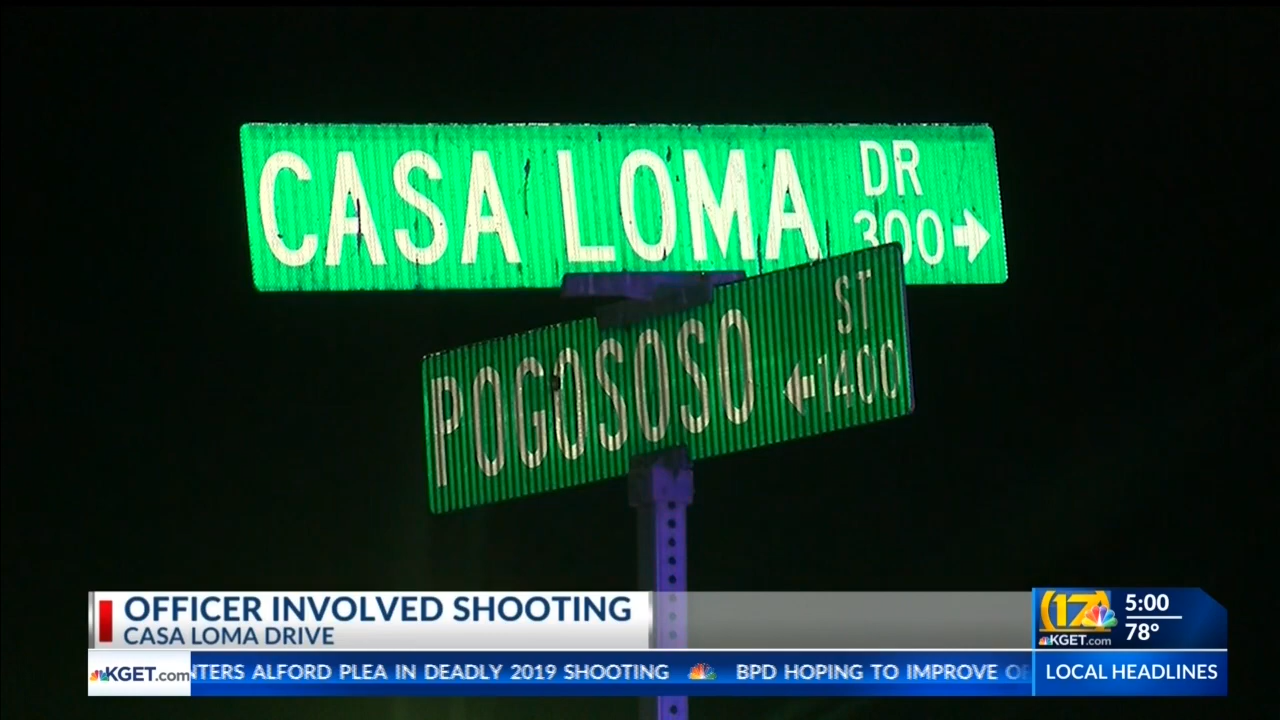 CASA LOMA DR
300 →
POGOSOSO ST
←1400
OFFICER INVOLVED SHOOTING
CASA LOMA DRIVE
17
KGET.com
5:00
78°
KGET.com
NTERS ALFORD PLEA IN DEADLY 2019 SHOOTING BPD HOPING TO IMPROVE
LOCAL HEADLINES